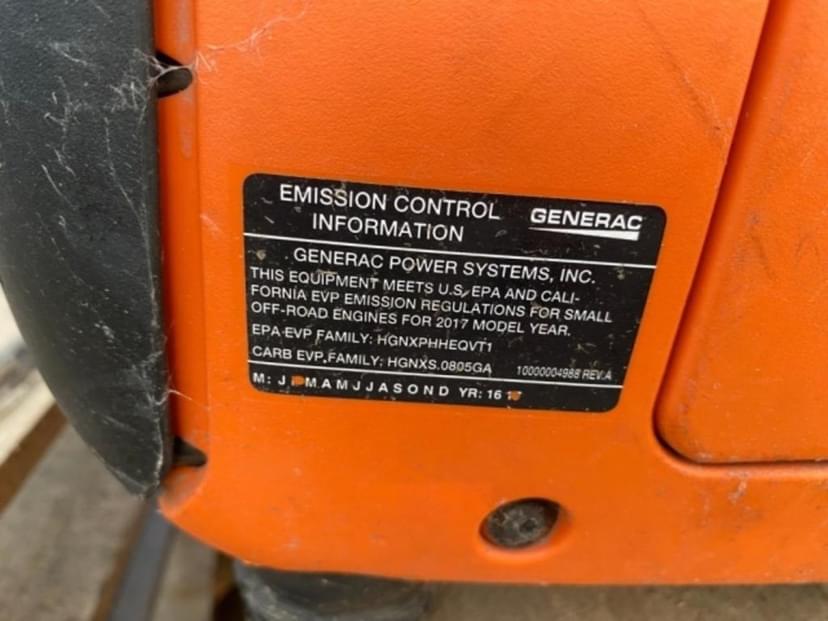 EMISSION CONTROL
INFORMATION
GENERAC
GENERAC POWER SYSTEMS, INC.
THIS EQUIPMENT MEETS U.S. EPA AND CALI-
FORNIA EVP EMISSION REGULATIONS FOR SMALL
OFF-ROAD ENGINES FOR 2017 MODEL YEAR.
EPA EVP FAMILY: HGNXPHHEQVT1
CARB EVP FAMILY: HGNXS.0805GA
10000004988 REV.A
M: J MAMJJASOND YR: 16